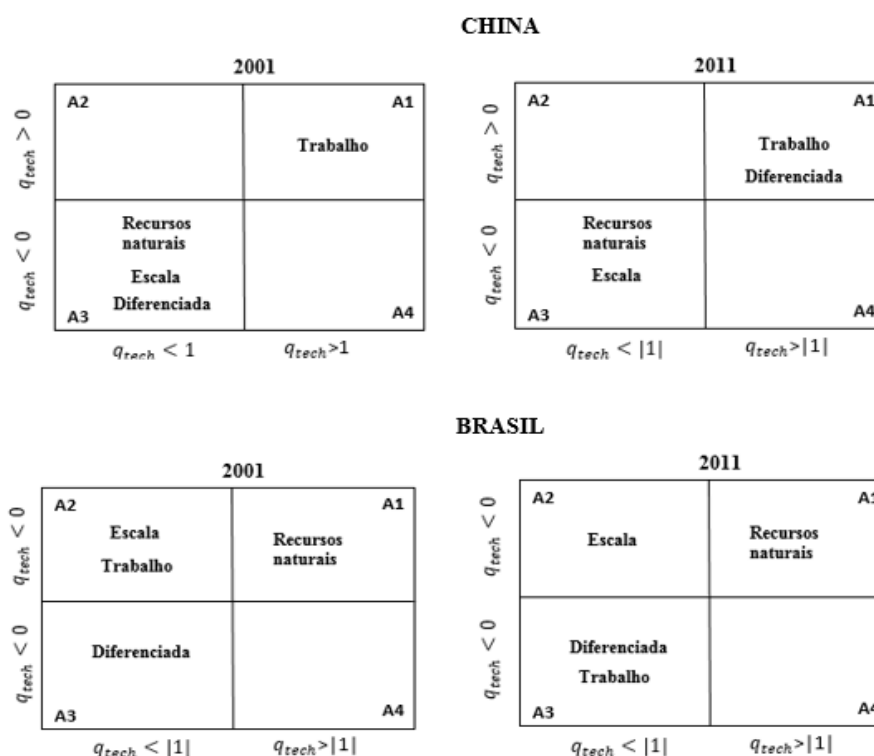 CHINA
2001
A2
A1
q_tech > 0
Trabalho
q_tech < 0
Recursos
naturais
Escala
Diferenciada
A3
A4
q_tech < 1
q_tech>1
2011
A2
A1
q_tech > 0
Trabalho
Diferenciada
q_tech < 0
Recursos
naturais
Escala
A3
A4
q_tech < |1|
q_tech>|1|
BRASIL
2001
A2
A1
q_tech < 0
Escala
Trabalho
Recursos
naturais
q_tech < 0
Diferenciada
A3
A4
q_tech < |1|
q_tech>|1|
2011
A2
A1
q_tech < 0
Escala
Recursos
naturais
q_tech < 0
Diferenciada
Trabalho
A3
A4
q_tech < |1|
q_tech>|1|